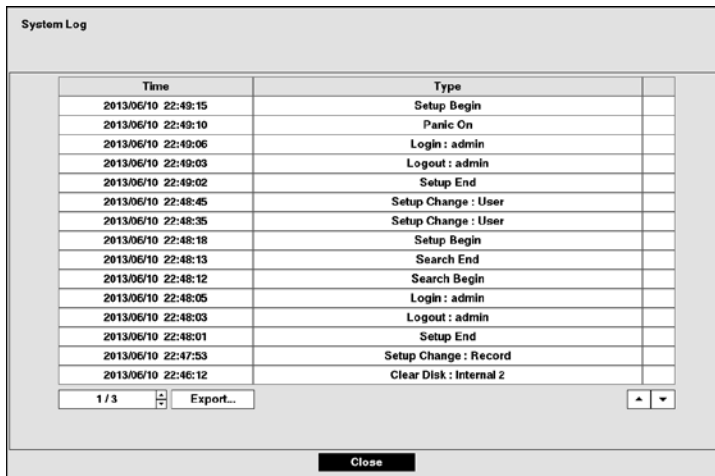 System Log
Time Type
2013/06/10 22:49:15 Setup Begin
2013/06/10 22:49:10 Panic On
2013/06/10 22:49:06 Login : admin
2013/06/10 22:49:03 Logout : admin
2013/06/10 22:49:02 Setup End
2013/06/10 22:48:45 Setup Change : User
2013/06/10 22:48:35 Setup Change : User
2013/06/10 22:48:18 Setup Begin
2013/06/10 22:48:13 Search End
2013/06/10 22:48:12 Search Begin
2013/06/10 22:48:05 Login : admin
2013/06/10 22:48:03 Logout : admin
2013/06/10 22:48:01 Setup End
2013/06/10 22:47:53 Setup Change : Record
2013/06/10 22:46:12 Clear Disk : Internal 2
1 / 3 Export...
Close